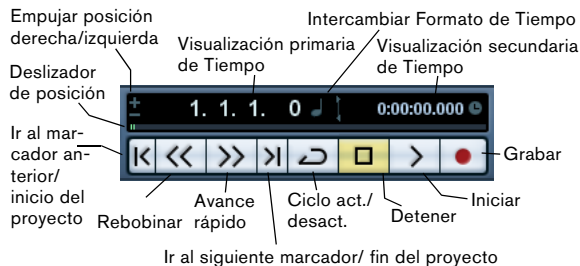 Empujar posición
derecha/izquierda
Intercambiar Formato de Tiempo
Visualización primaria
de Tiempo
Visualización secundaria
de Tiempo
Deslizador
de posición
1. 1. 1. 0
0:00:00.000
Ir al mar-
cador an-
terior/
inicio del
proyecto
Rebobinar
Avance
rápido
Ciclo act./
desact.
Detener
Iniciar
Grabar
Ir al siguiente marcador/ fin del proyecto